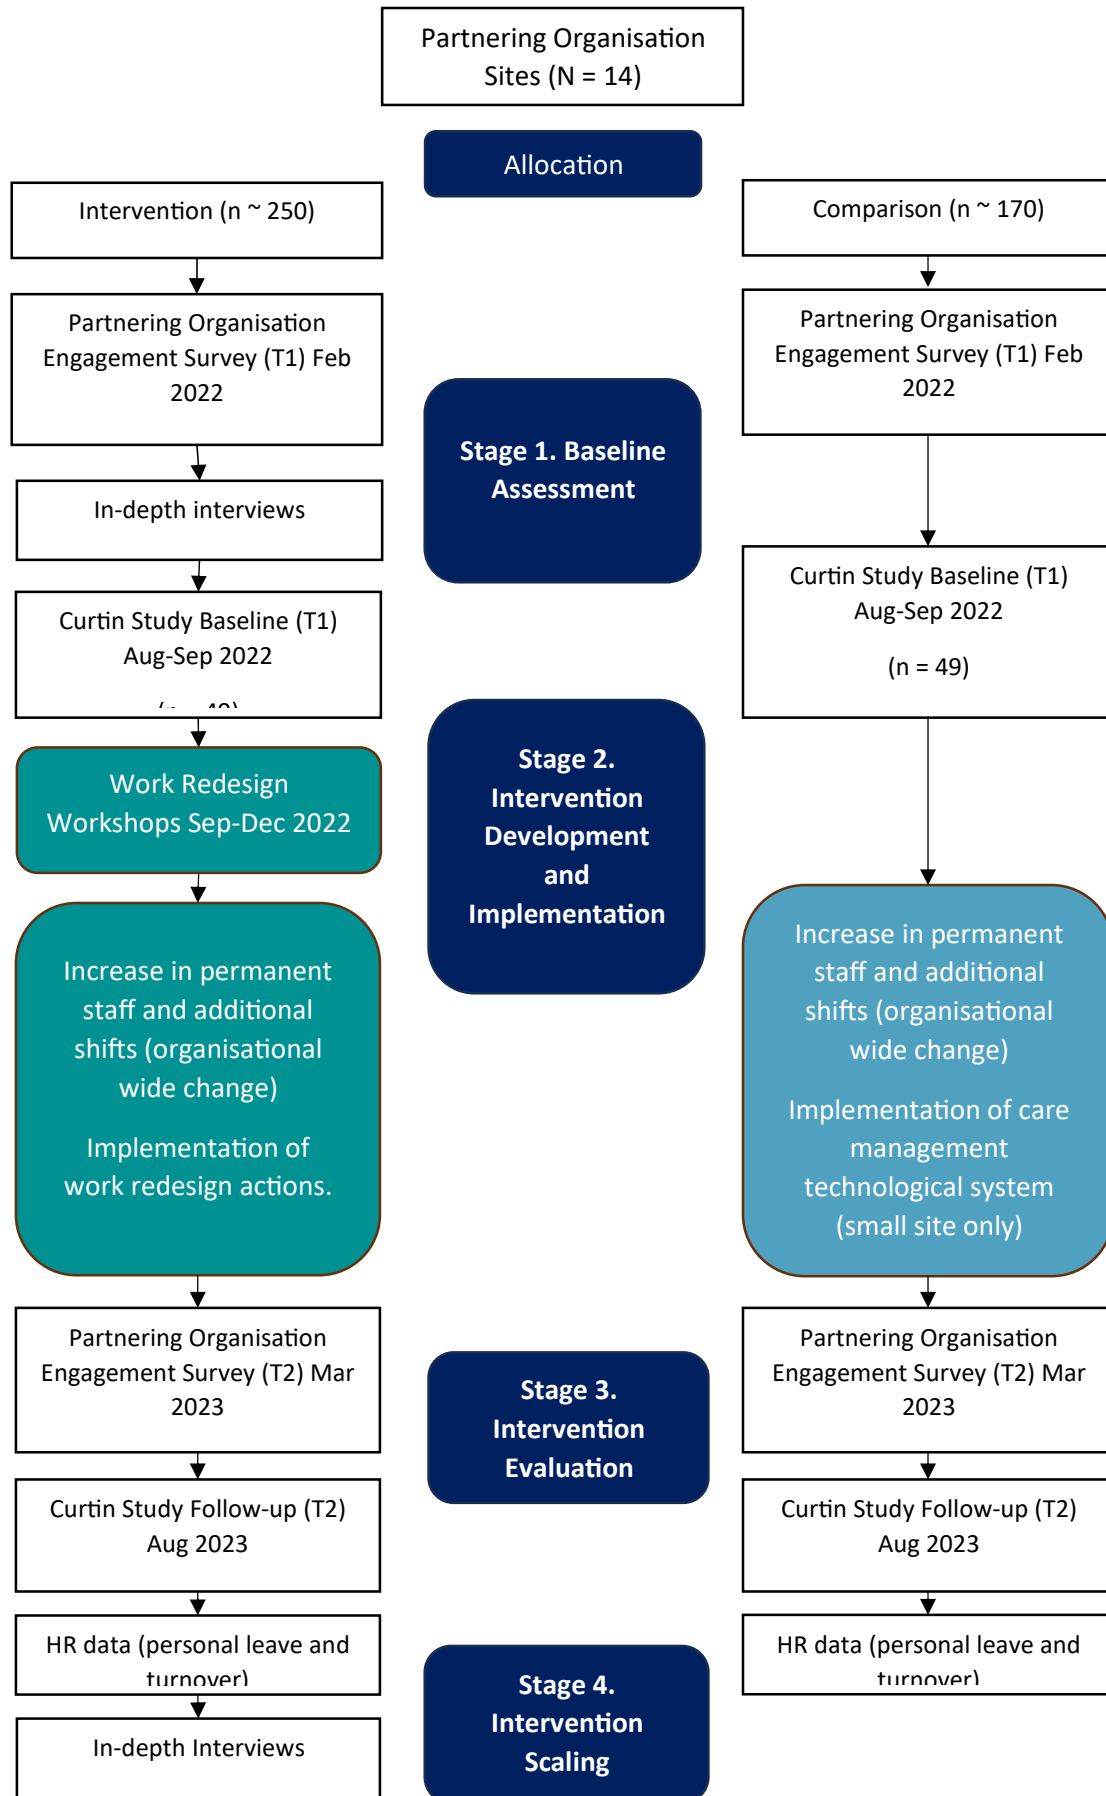 Partnering Organisation
Sites (N = 14)
Allocation
Intervention (n ~ 250)
Comparison (n ~ 170)
Partnering Organisation
Engagement Survey (T1) Feb
2022
Partnering Organisation
Engagement Survey (T1) Feb
2022
Stage 1. Baseline
Assessment
In-depth interviews
Curtin Study Baseline (T1)
Aug-Sep 2022
Curtin Study Baseline (T1)
Aug-Sep 2022
(n = 49)
Work Redesign
Workshops Sep-Dec 2022
Stage 2.
Intervention
Development
and
Implementation
Increase in permanent
staff and additional
shifts (organisational
wide change)
Implementation of
work redesign actions.
Increase in permanent
staff and additional
shifts (organisational
wide change)
Implementation of care
management
technological system
(small site only)
Partnering Organisation
Engagement Survey (T2) Mar
2023
Partnering Organisation
Engagement Survey (T2) Mar
2023
Stage 3.
Intervention
Evaluation
Curtin Study Follow-up (T2)
Aug 2023
Curtin Study Follow-up (T2)
Aug 2023
HR data (personal leave and
turnover)
HR data (personal leave and
turnover)
Stage 4.
Intervention
Scaling
In-depth Interviews